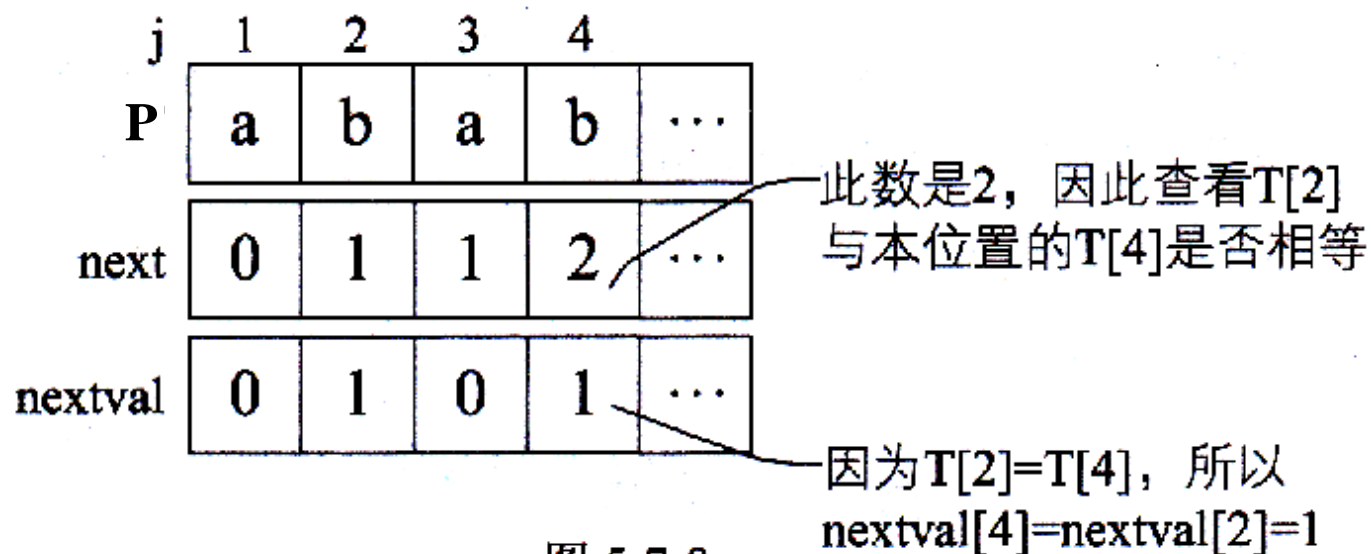 j 1 2 3 4
P a b a b ...
此数是2，因此查看T[2]
与本位置的T[4]是否相等
next 0 1 1 2 ...
nextval 0 1 0 1 ...
因为T[2]=T[4]，所以
nextval[4]=nextval[2]=1